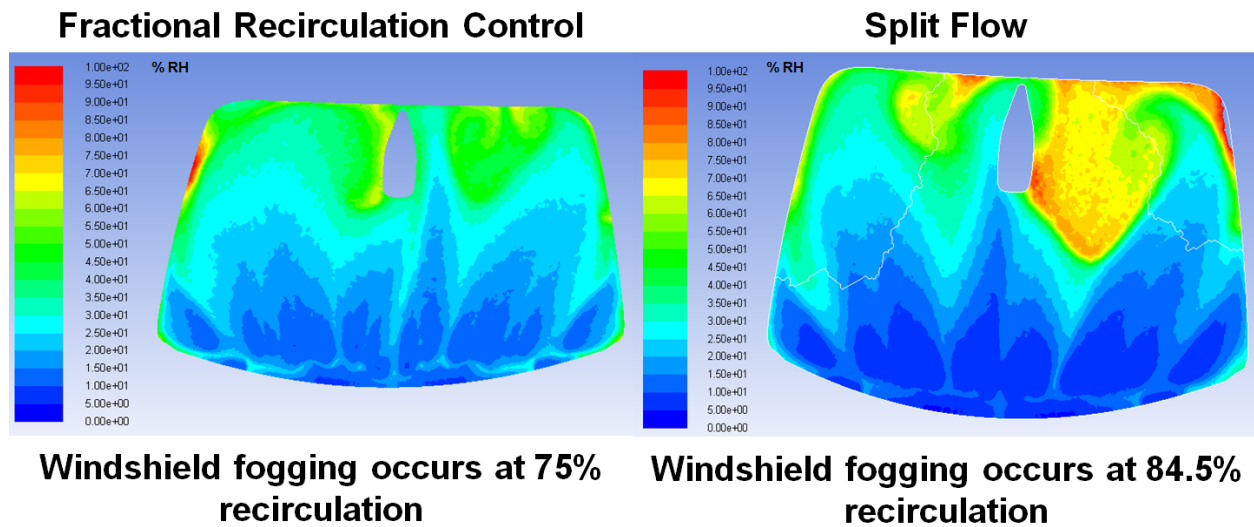 Fractional Recirculation Control
% RH
1.00e+02
9.50e+01
9.00e+01
8.50e+01
8.00e+01
7.50e+01
7.00e+01
6.50e+01
6.00e+01
5.50e+01
5.00e+01
4.50e+01
4.00e+01
3.50e+01
3.00e+01
2.50e+01
2.00e+01
1.50e+01
1.00e+01
5.00e+00
0.00e+00
Windshield fogging occurs at 75%
recirculation
Split Flow
% RH
1.00e+02
9.50e+01
9.00e+01
8.50e+01
8.00e+01
7.50e+01
7.00e+01
6.50e+01
6.00e+01
5.50e+01
5.00e+01
4.50e+01
4.00e+01
3.50e+01
3.00e+01
2.50e+01
2.00e+01
1.50e+01
1.00e+01
5.00e+00
0.00e+00
Windshield fogging occurs at 84.5%
recirculation